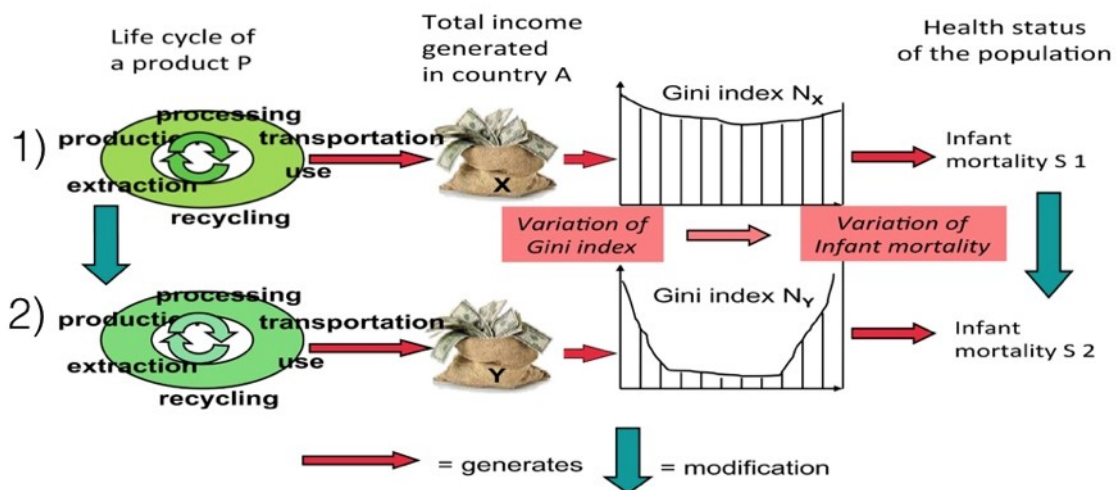 Life cycle of
a product P
Total income
generated
in country A
Health status
of the population
1)
processing
production
transportation
extraction
use
recycling
X
Gini index NX
Infant
mortality S 1
Variation of
Gini index
Variation of
Infant mortality
2)
processing
production
transportation
extraction
use
recycling
Y
Gini index NY
Infant
mortality S 2
= generates
= modification